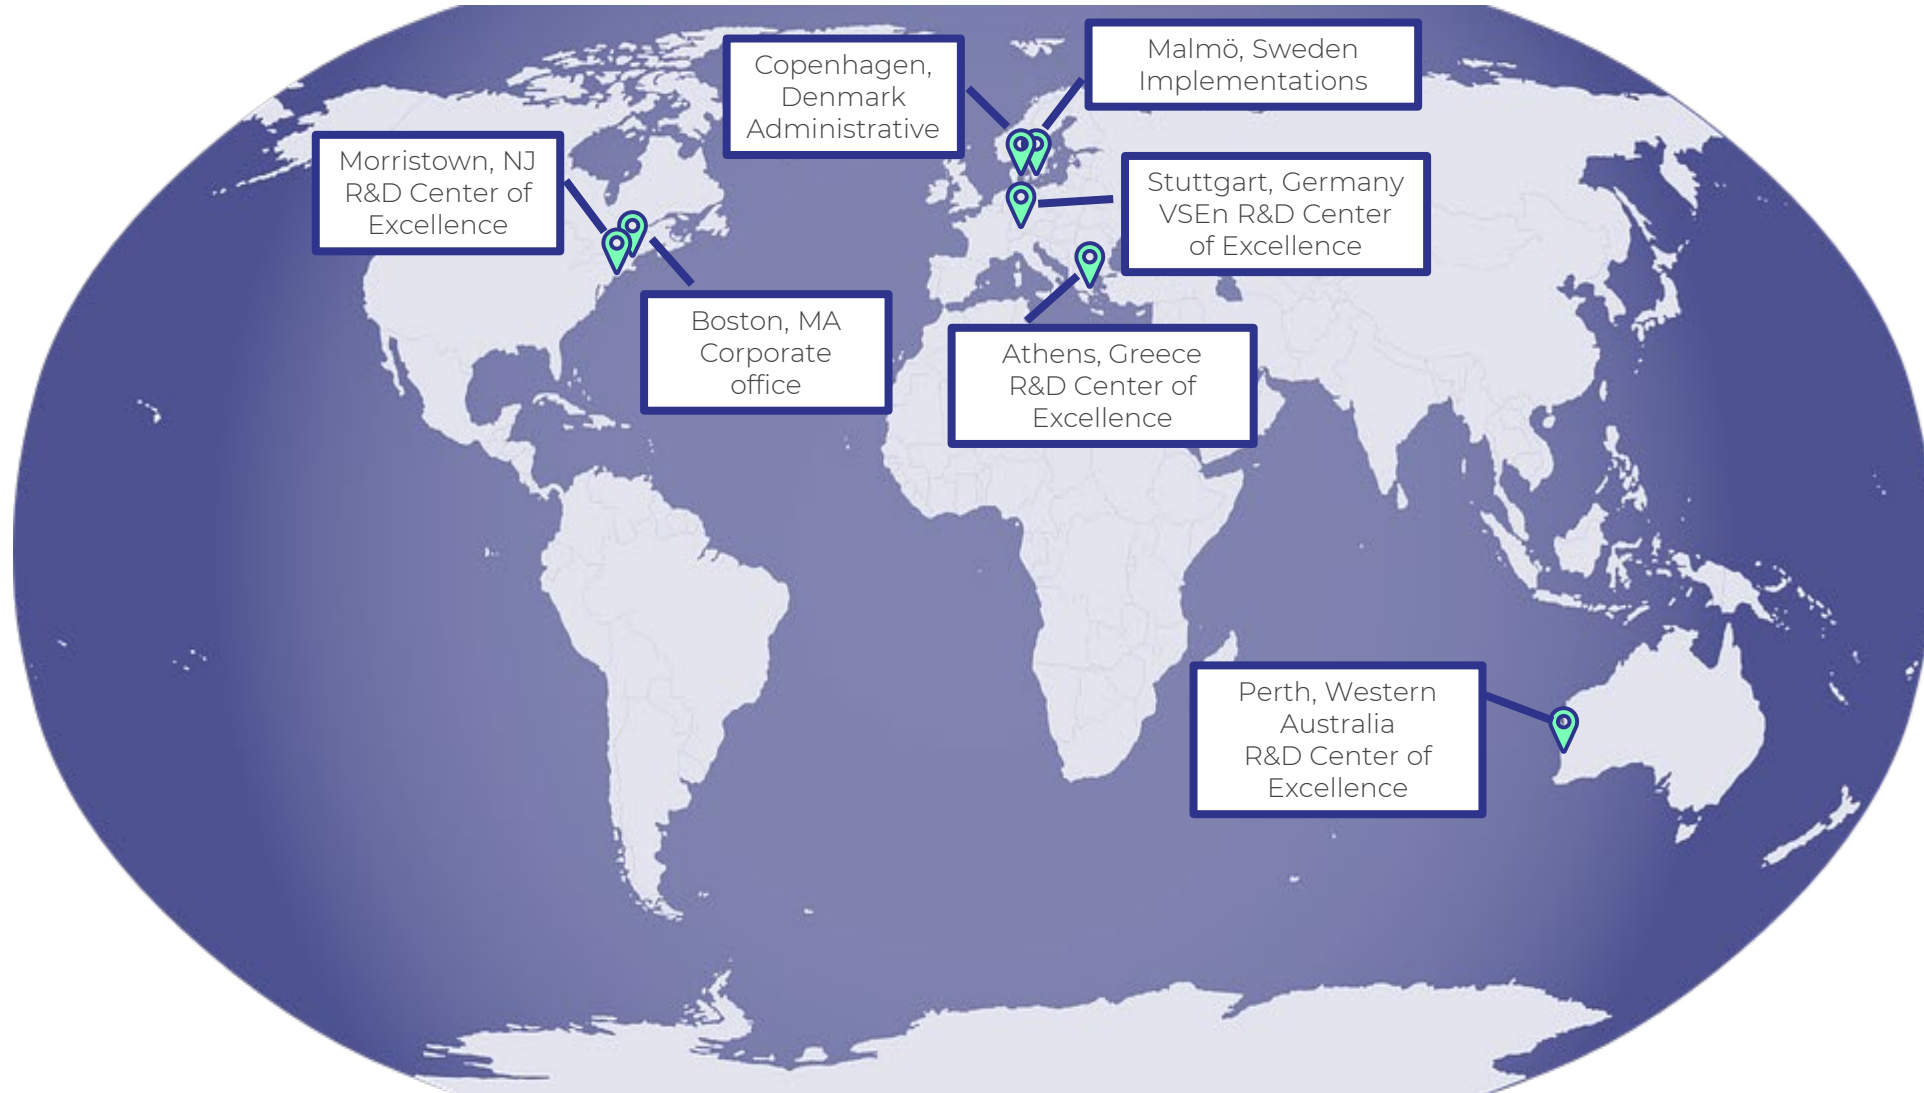 Copenhagen,
Denmark
Administrative
Malmö, Sweden
Implementations
Morristown, NJ
R&D Center of
Excellence
Stuttgart, Germany
VSEn R&D Center
of Excellence
Boston, MA
Corporate
office
Athens, Greece
R&D Center of
Excellence
Perth, Western
Australia
R&D Center of
Excellence